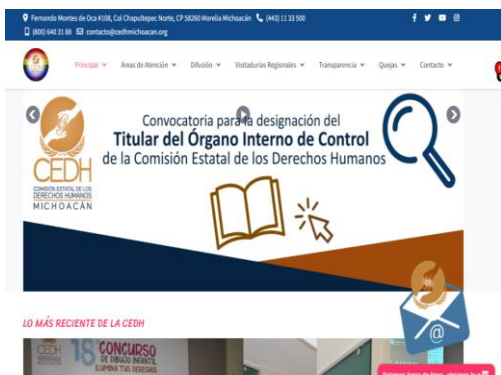 Fernando Montes de Oca #108, Col Chapultepec Norte, CP 58260 Morelia Michoacán (443) 11 33 500
(800) 640 31 88 contacto@cedhmichoacan.org
Principal Áreas de Atención Difusión Visitadurías Regionales Transparencia Quejas Contacto
Convocatoria para la designación del
Titular del Órgano Interno de Control
de la Comisión Estatal de los Derechos Humanos
CEDH
COMISIÓN ESTATAL DE LOS
DERECHOS HUMANOS
MICHOACÁN
LO MÁS RECIENTE DE LA CEDH
CEDH
CONCURSO
DE DIBUJO INFANTIL
ILUMINA TUS DERECHOS